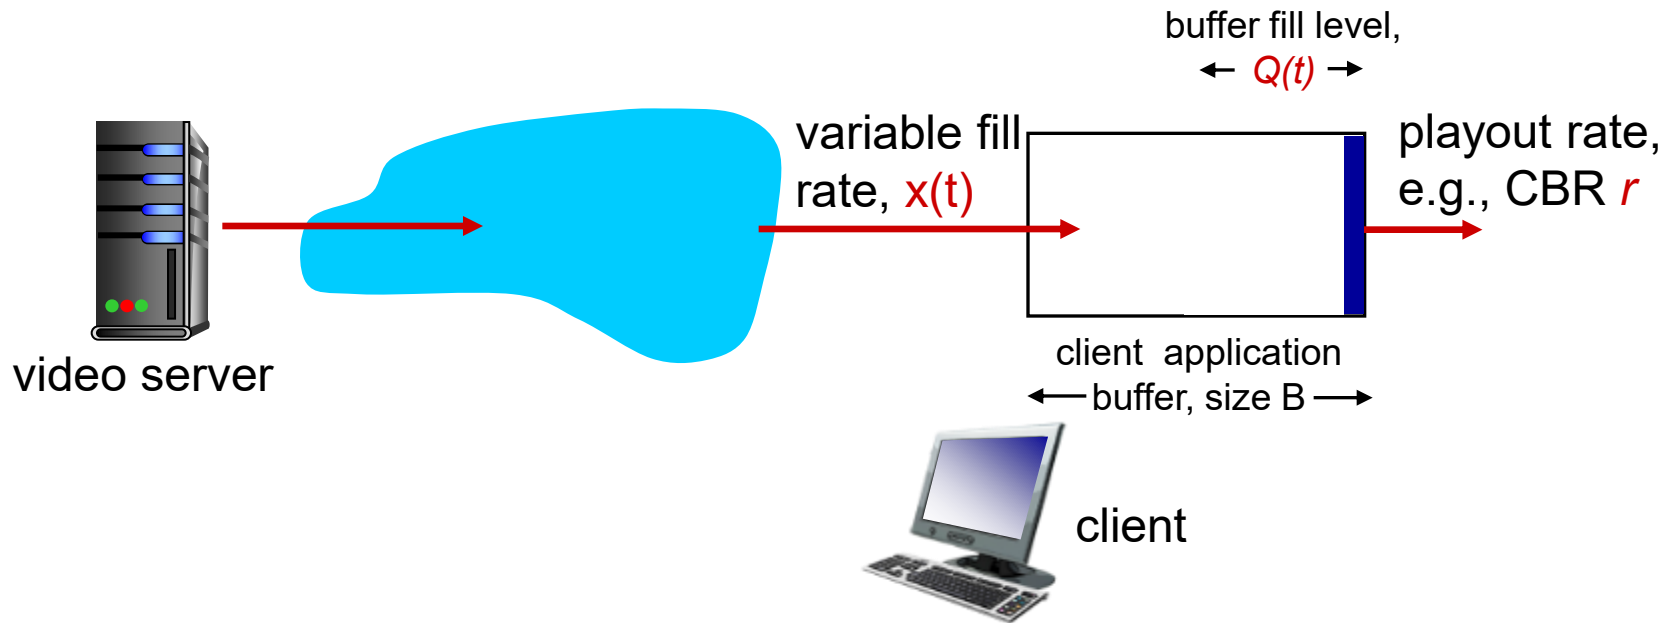 buffer fill level,
Q(t)
variable fill
rate, x(t)
playout rate,
e.g., CBR r
video server
client application
buffer, size B
client